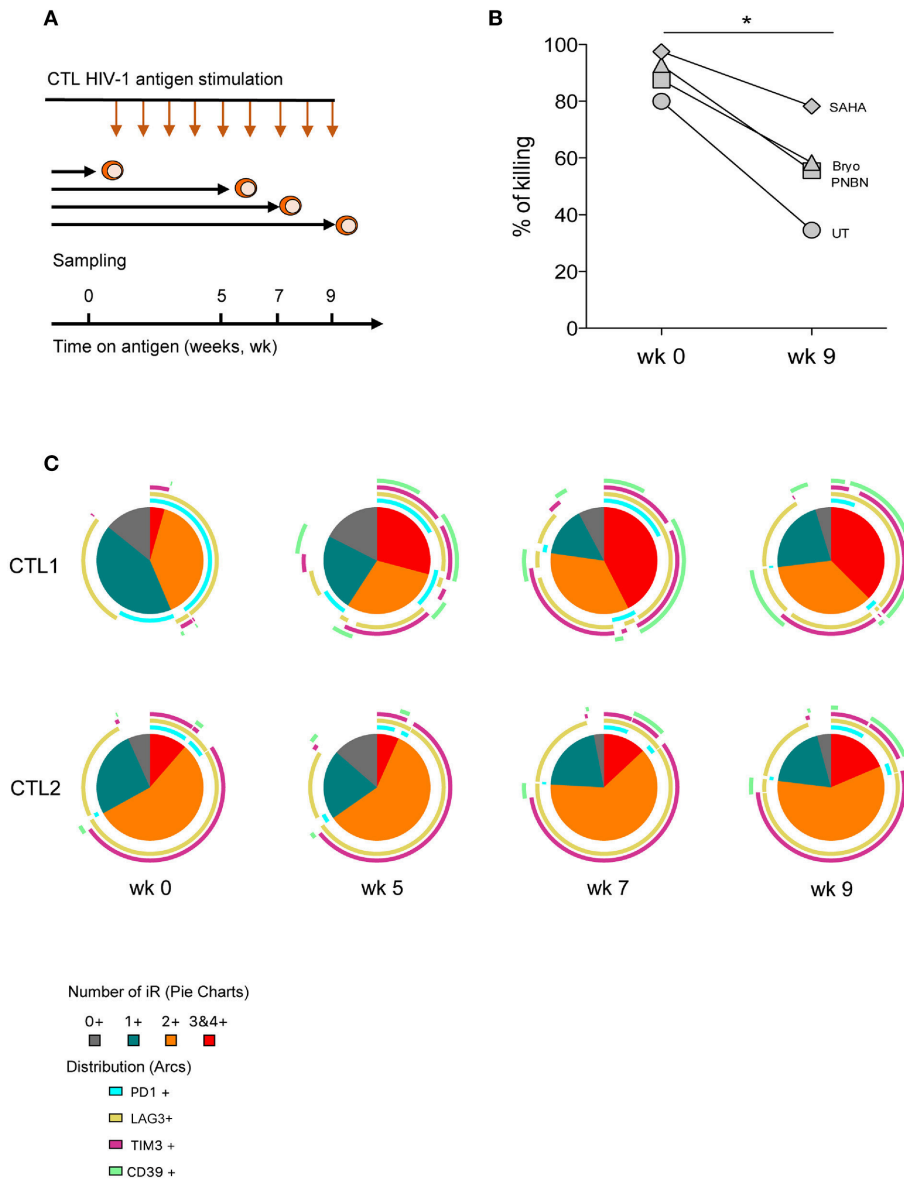 A
CTL HIV-1 antigen stimulation
Sampling
0 5 7 9
Time on antigen (weeks, wk)
B
*
% of killing
100
80
60
40
20
0
SAHA
Bryo
PNBN
UT
wk 0 wk 9
C
CTL1
CTL2
wk 0 wk 5 wk 7 wk 9
Number of iR (Pie Charts)
0+ 1+ 2+ 3&4+
Distribution (Arcs)
PD1 +
LAG3+
TIM3 +
CD39 +